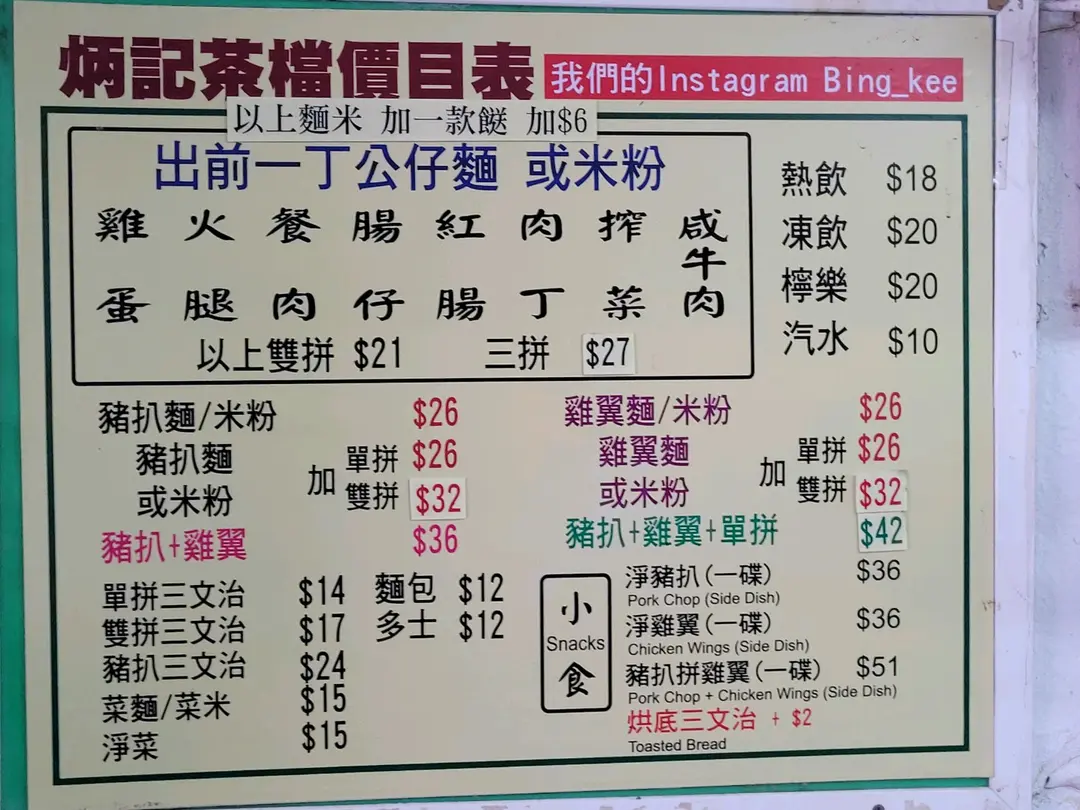 炳記茶檔價目表
我們的Instagram Bing_kee
以上麵米 加一款餸 加$6
出前一丁公仔麵 或米粉
雞蛋 火腿 餐肉 腸仔 紅腸 肉丁 搾菜 咸牛肉
以上雙拼 $21 三拼 $27
熱飲 $18
凍飲 $20
檸樂 $20
汽水 $10
豬扒麵/米粉 $26
豬扒麵或米粉 加 單拼 $26
雙拼 $32
豬扒+雞翼 $36
雞翼麵/米粉 $26
雞翼麵或米粉 加 單拼 $26
雙拼 $32
豬扒+雞翼+單拼 $42
單拼三文治 $14
雙拼三文治 $17
豬扒三文治 $24
菜麵/菜米 $15
淨菜 $15
麵包 $12
多士 $12
小食
Snacks
淨豬扒(一碟) $36
Pork Chop (Side Dish)
淨雞翼(一碟) $36
Chicken Wings (Side Dish)
豬扒拼雞翼(一碟) $51
Pork Chop + Chicken Wings (Side Dish)
烘底三文治 + $2
Toasted Bread